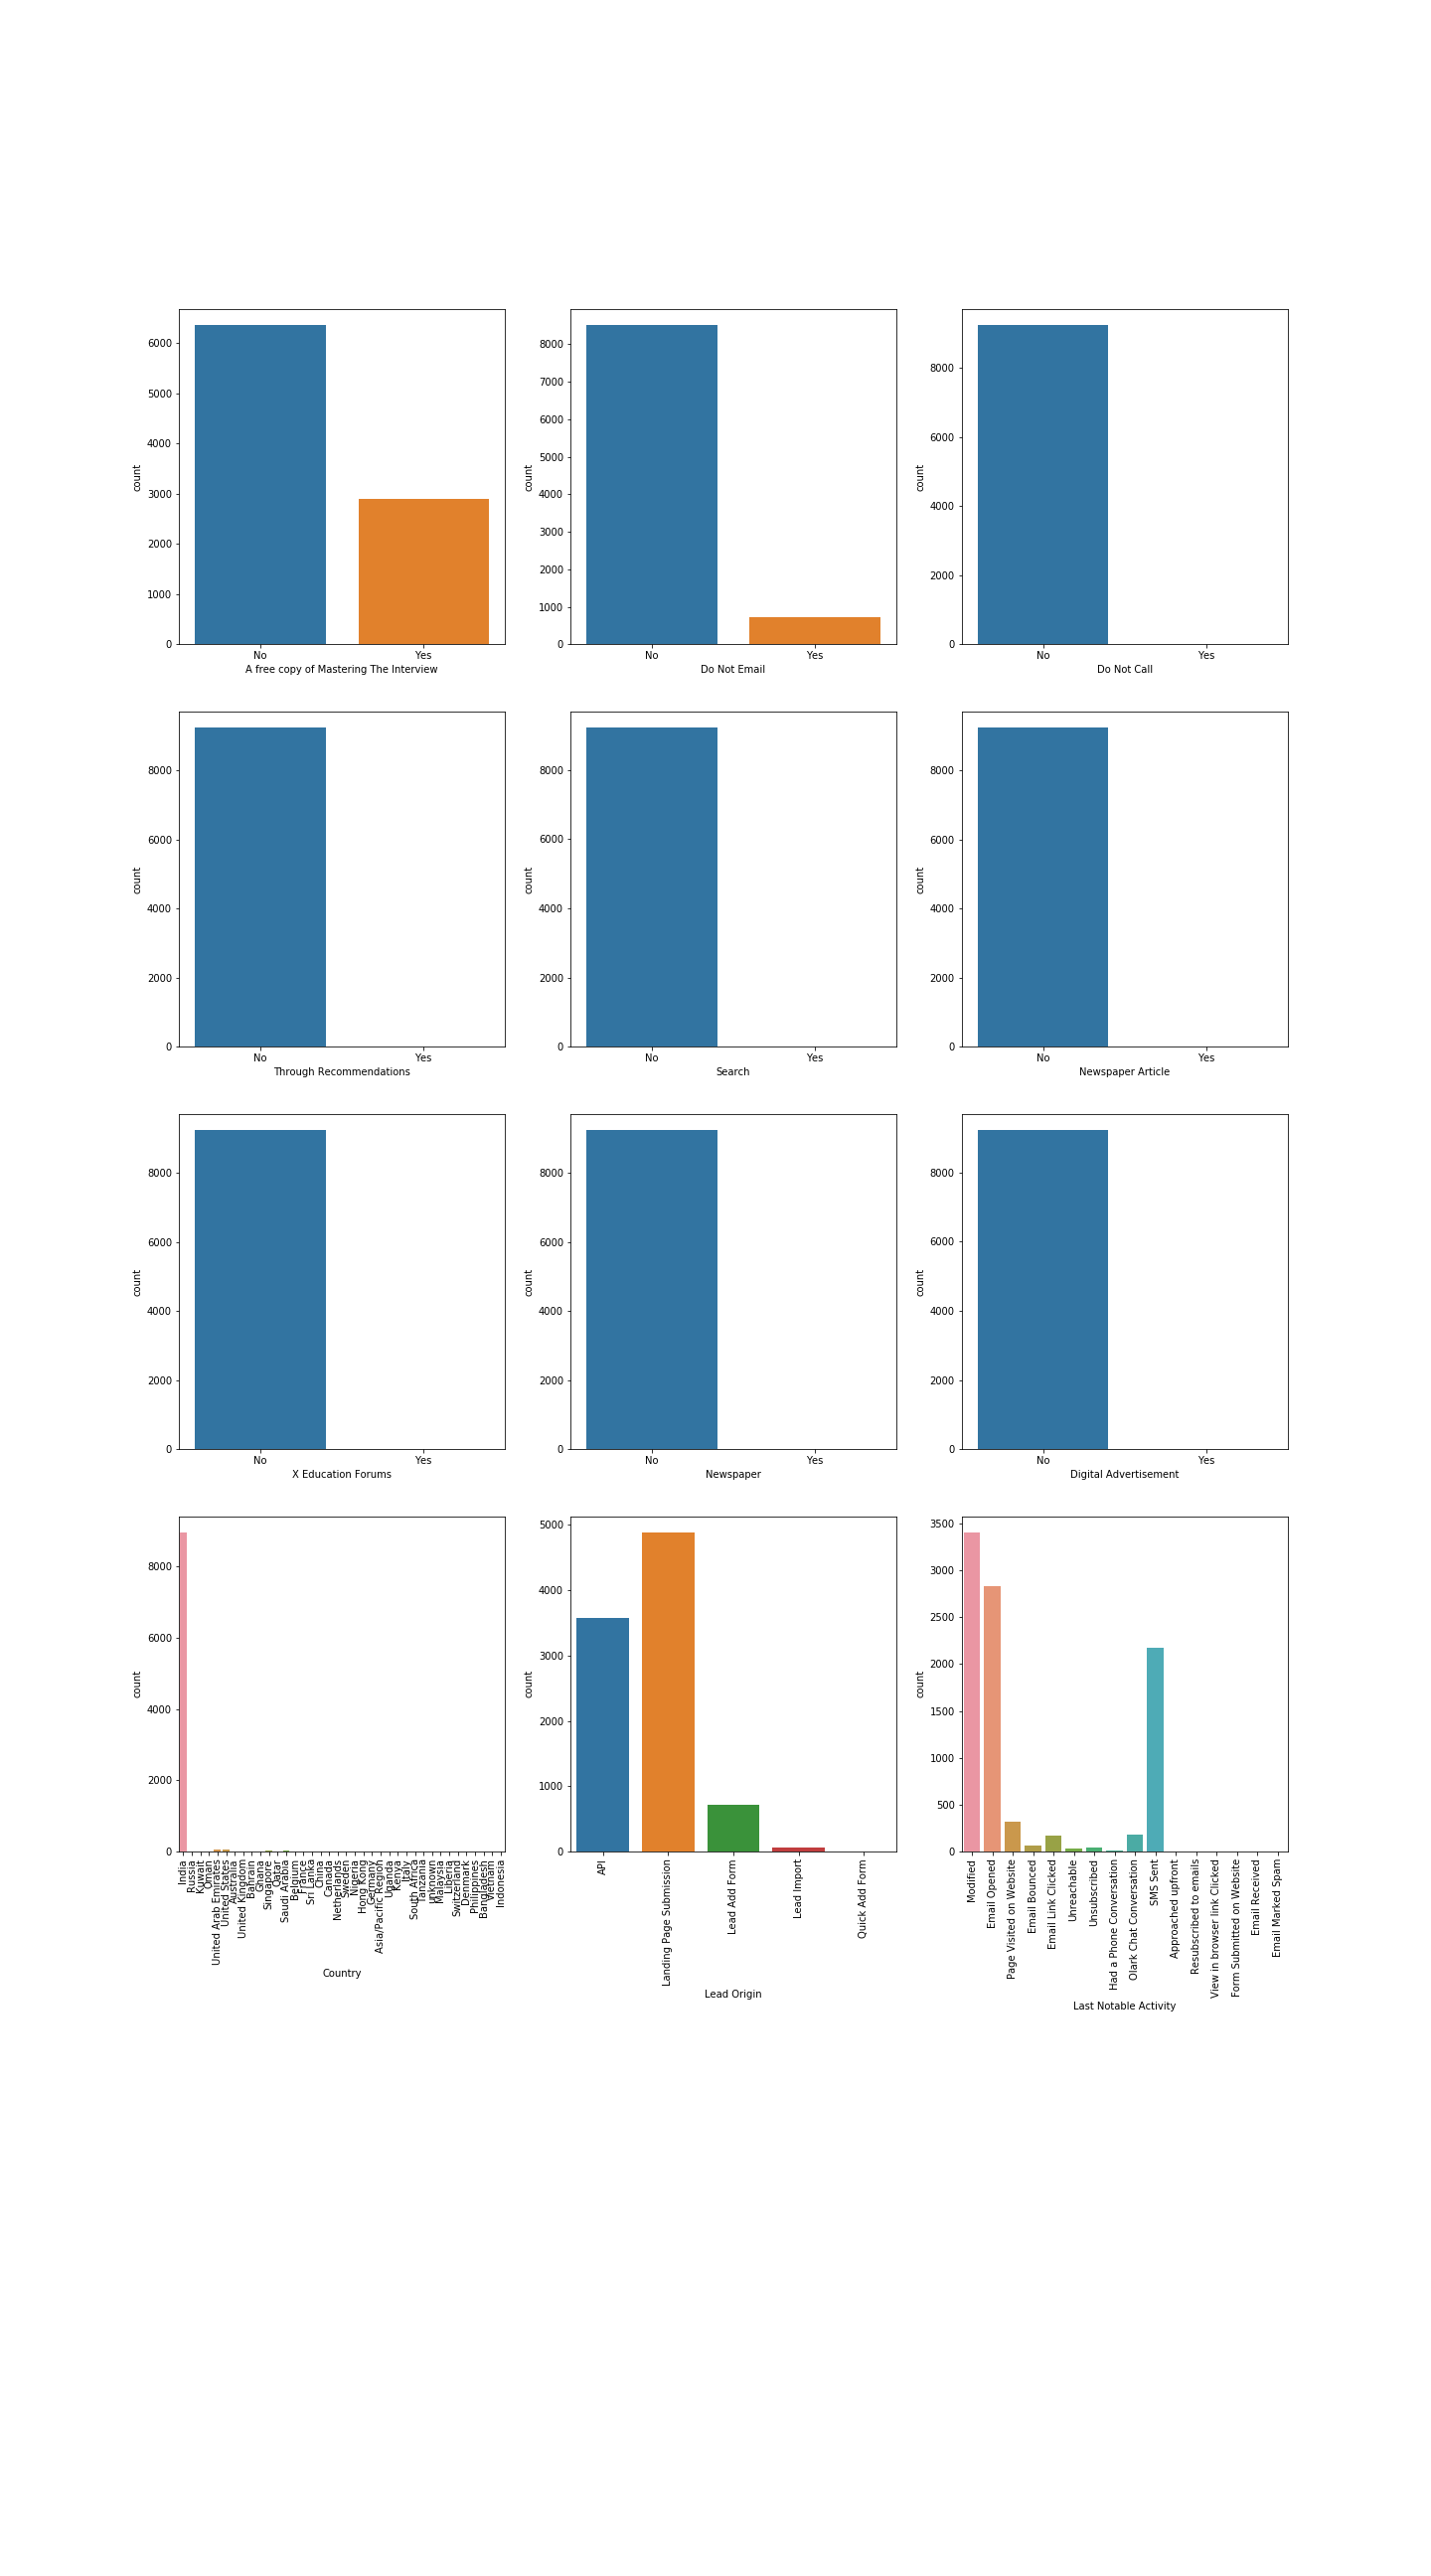 6000
5000
4000
3000
2000
1000
0
count
No Yes
A free copy of Mastering The Interview
8000
7000
6000
5000
4000
3000
2000
1000
0
count
No Yes
Do Not Email
8000
6000
4000
2000
0
count
No Yes
Do Not Call
8000
6000
4000
2000
0
count
No Yes
Through Recommendations
8000
6000
4000
2000
0
count
No Yes
Search
8000
6000
4000
2000
0
count
No Yes
Newspaper Article
8000
6000
4000
2000
0
count
No Yes
X Education Forums
8000
6000
4000
2000
0
count
No Yes
Newspaper
8000
6000
4000
2000
0
count
No Yes
Digital Advertisement
8000
6000
4000
2000
0
count
India
Russia
Kuwait
Oman
United Arab Emirates
United States
Australia
United Kingdom
Bahrain
Ghana
Singapore
Qatar
Saudi Arabia
Belgium
France
Sri Lanka
China
Canada
Netherlands
Sweden
Nigeria
Hong Kong
Germany
Asia/Pacific Region
Uganda
Kenya
Italy
South Africa
Tanzania
unknown
Malaysia
Liberia
Switzerland
Denmark
Philippines
Bangladesh
Vietnam
Indonesia
Country
5000
4000
3000
2000
1000
0
count
API
Landing Page Submission
Lead Add Form
Lead Import
Quick Add Form
Lead Origin
3500
3000
2500
2000
1500
1000
500
0
count
Modified
Email Opened
Page Visited on Website
Email Bounced
Email Link Clicked
Unreachable
Unsubscribed
Had a Phone Conversation
Olark Chat Conversation
SMS Sent
Approached upfront
Resubscribed to emails
View in browser link Clicked
Form Submitted on Website
Email Received
Email Marked Spam
Last Notable Activity